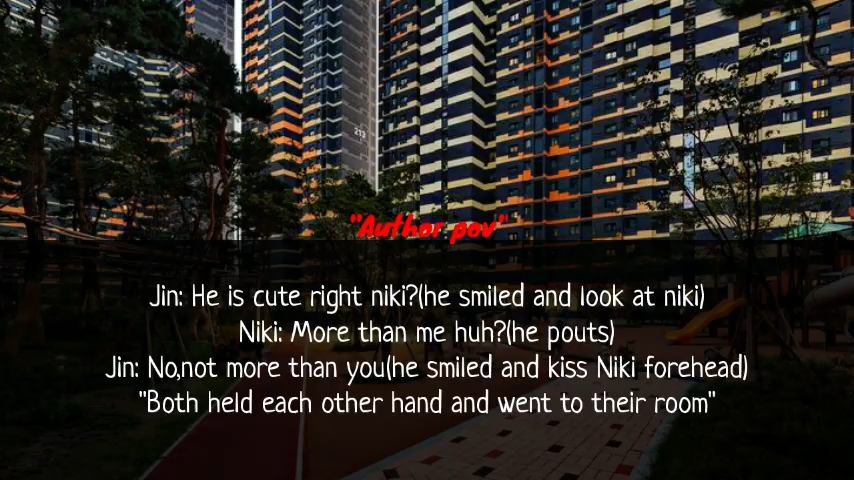 213
"Author pov"
Jin: He is cute right niki?(he smiled and look at niki)
Niki: More than me huh?(he pouts)
Jin: No,not more than you(he smiled and kiss Niki forehead)
"Both held each other hand and went to their room"